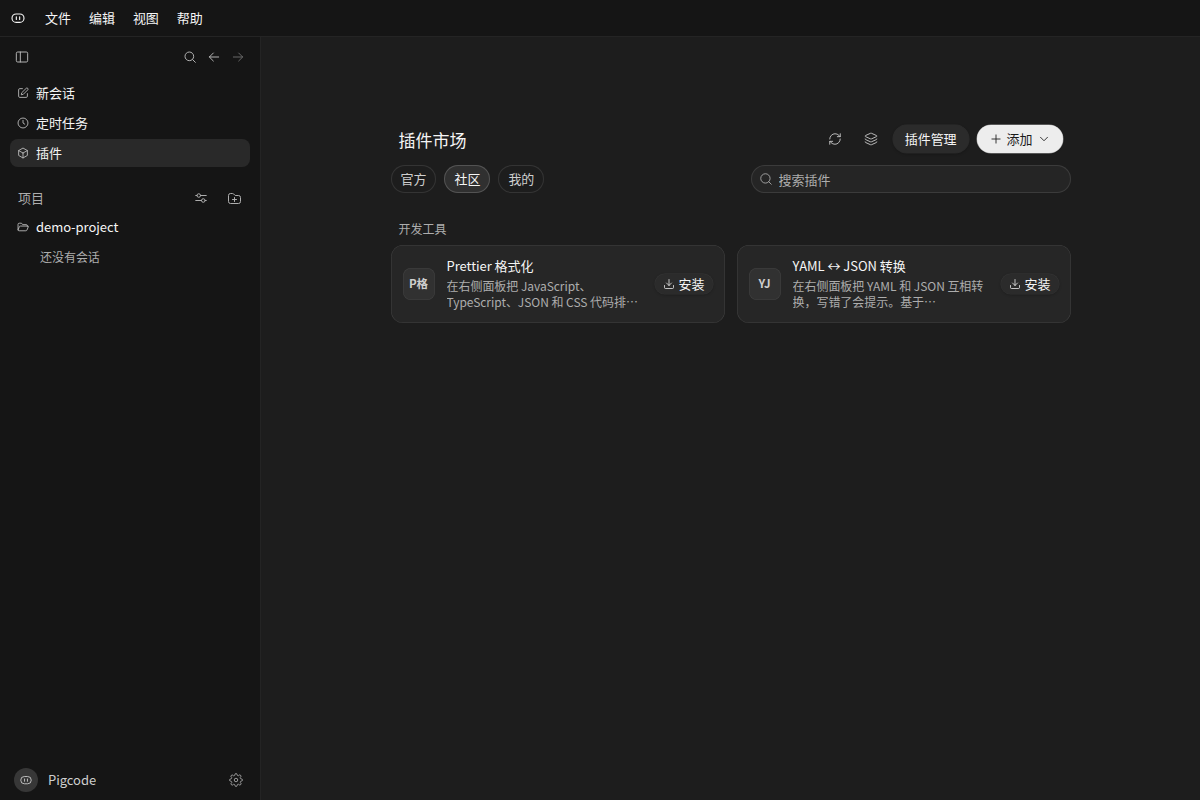 文件 编辑 视图 帮助
新会话
定时任务
插件
项目
demo-project
还没有会话
Pigcode
插件市场
插件管理
添加
官方 社区 我的
搜索插件
开发工具
P格
Prettier 格式化
在右侧面板把 JavaScript、
TypeScript、JSON 和 CSS 代码排…
安装
YJ
YAML ↔ JSON 转换
在右侧面板把 YAML 和 JSON 互相转
换，写错了会提示。基于…
安装